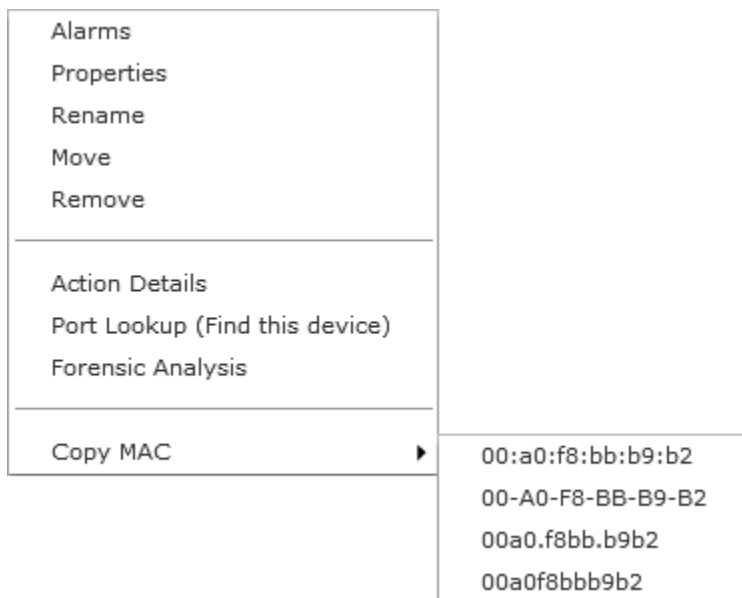 Alarms
Properties
Rename
Move
Remove
Action Details
Port Lookup (Find this device)
Forensic Analysis
Copy MAC
00:a0:f8:bb:b9:b2
00-A0-F8-BB-B9-B2
00a0.f8bb.b9b2
00a0f8bbb9b2